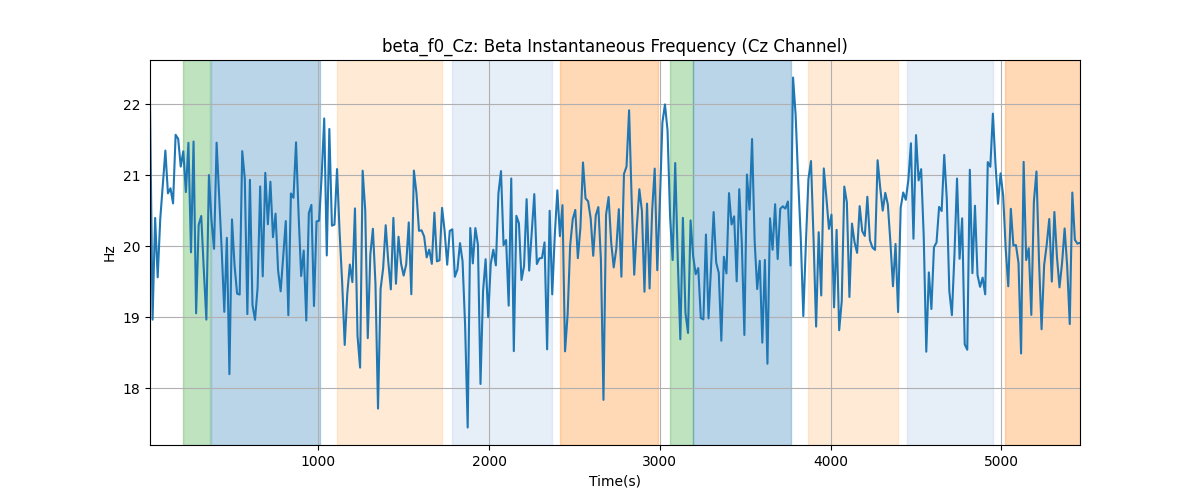 beta_f0_Cz: Beta Instantaneous Frequency (Cz Channel)
Hz
22
21
20
19
18
1000 2000 3000 4000 5000
Time(s)